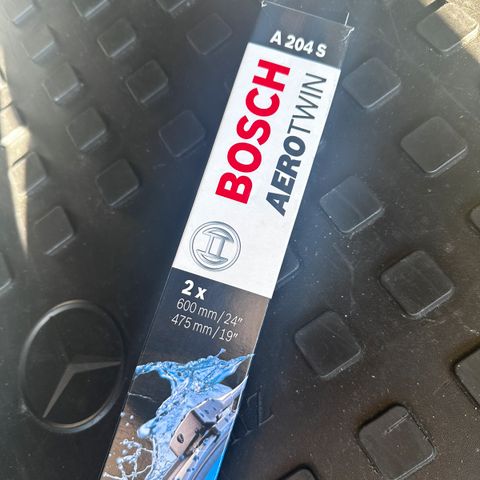 A 204 S
BOSCH
AEROTWIN
2 x
600 mm / 24"
475 mm / 19"